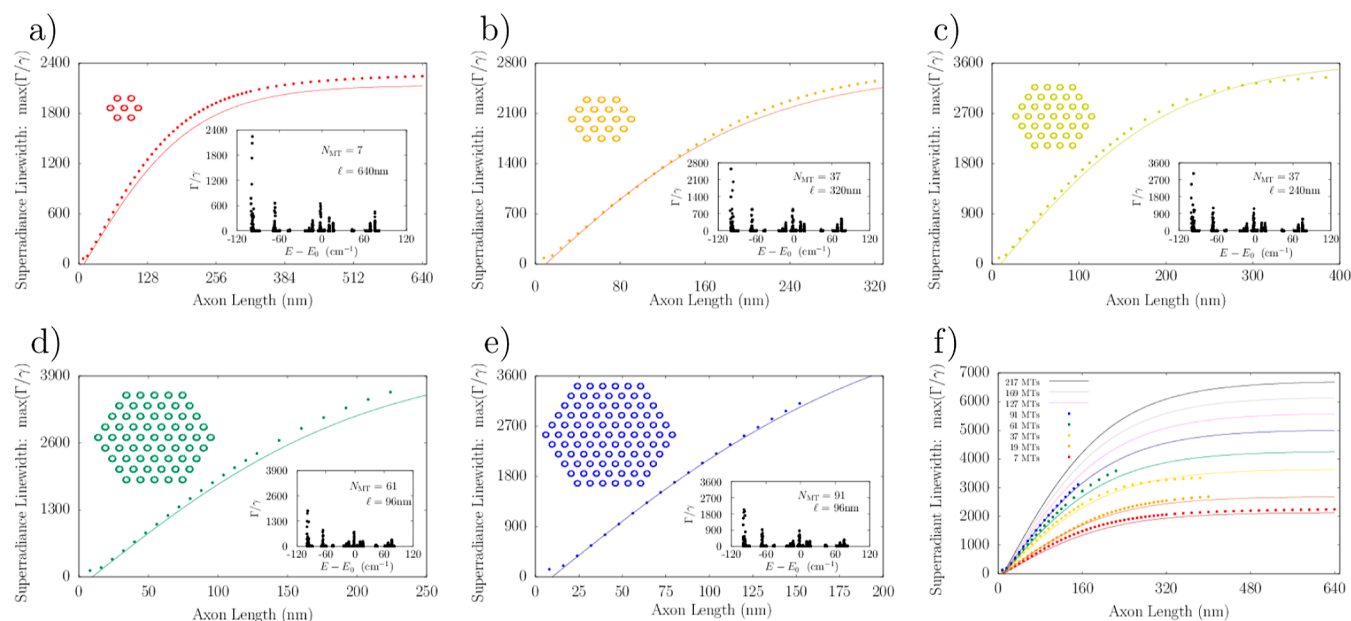 a)
Superradiance Linewidth: max(Γ/γ)
2400
1800
1200
600
0
0 128 256 384 512 640
Axon Length (nm)
Γ/γ
2400
1800
1200
600
0
-120 -60 0 60 120
E − E₀ (cm⁻¹)
N_MT = 7
ℓ = 640nm
b)
Superradiance Linewidth: max(Γ/γ)
2800
2100
1400
700
0
0 80 160 240 320
Axon Length (nm)
Γ/γ
2800
2100
1400
700
0
-120 -60 0 60 120
E − E₀ (cm⁻¹)
N_MT = 37
ℓ = 320nm
c)
Superradiance Linewidth: max(Γ/γ)
3600
2700
1800
900
0
0 100 200 300 400
Axon Length (nm)
Γ/γ
3600
2700
1800
900
0
-120 -60 0 60 120
E − E₀ (cm⁻¹)
N_MT = 37
ℓ = 240nm
d)
Superradiance Linewidth: max(Γ/γ)
3900
2600
1300
0
0 50 100 150 200 250
Axon Length (nm)
Γ/γ
3900
2600
1300
0
-120 -60 0 60 120
E − E₀ (cm⁻¹)
N_MT = 61
ℓ = 96nm
e)
Superradiance Linewidth: max(Γ/γ)
3600
2700
1800
900
0
0 50 100 150 200
Axon Length (nm)
Γ/γ
3600
2700
1800
900
0
-120 -60 0 60 120
E − E₀ (cm⁻¹)
N_MT = 91
ℓ = 96nm
f)
Superradiant Linewidth: max(Γ/γ)
7000
6000
5000
4000
3000
2000
1000
0
0 160 320 480 640
Axon Length (nm)
217 MTs
169 MTs
127 MTs
91 MTs
61 MTs
37 MTs
19 MTs
7 MTs